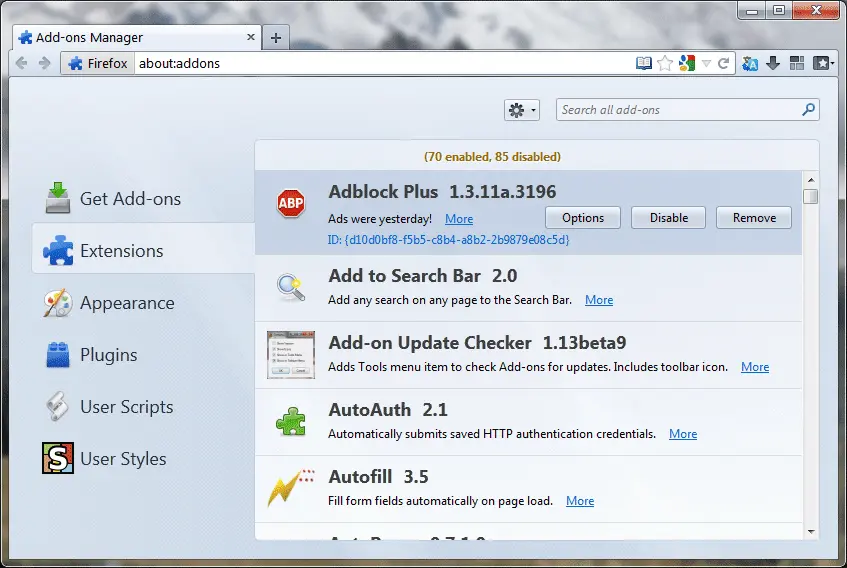 Add-ons Manager
Firefox about:addons
Search all add-ons
(70 enabled, 85 disabled)
Get Add-ons
Extensions
Appearance
Plugins
User Scripts
S User Styles
ABP
Adblock Plus 1.3.11a.3196
Ads were yesterday! More Options Disable Remove
ID: {d10d0bf8-f5b5-c8b4-a8b2-2b9879e08c5d}
Add to Search Bar 2.0
Add any search on any page to the Search Bar. More
Add-on Update Checker 1.13beta9
Adds Tools menu item to check Add-ons for updates. Includes toolbar icon. More
AutoAuth 2.1
Automatically submits saved HTTP authentication credentials. More
Autofill 3.5
Fill form fields automatically on page load. More